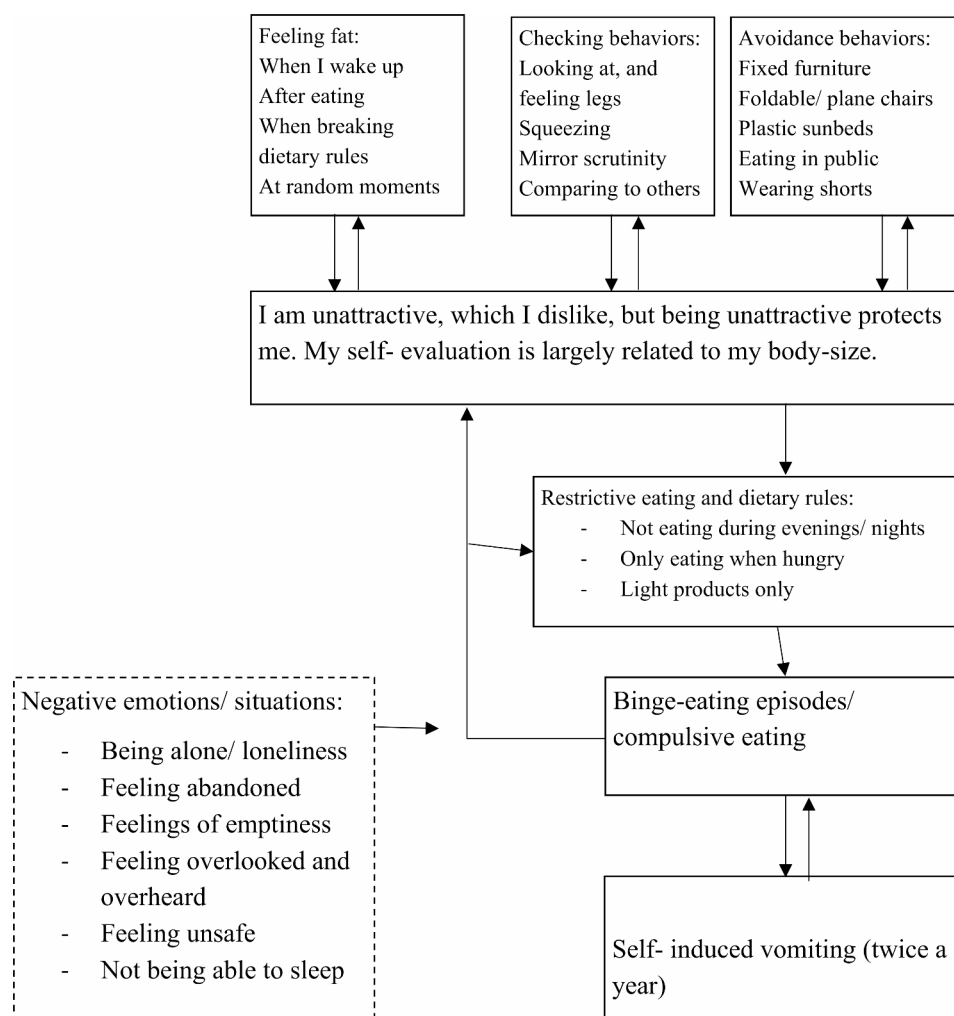 Feeling fat:
When I wake up
After eating
When breaking
dietary rules
At random moments
Checking behaviors:
Looking at, and
feeling legs
Squeezing
Mirror scrutinity
Comparing to others
Avoidance behaviors:
Fixed furniture
Foldable/ plane chairs
Plastic sunbeds
Eating in public
Wearing shorts
I am unattractive, which I dislike, but being unattractive protects
me. My self- evaluation is largely related to my body-size.
Restrictive eating and dietary rules:
- Not eating during evenings/ nights
- Only eating when hungry
- Light products only
Negative emotions/ situations:
- Being alone/ loneliness
- Feeling abandoned
- Feelings of emptiness
- Feeling overlooked and
overheard
- Feeling unsafe
- Not being able to sleep
Binge-eating episodes/
compulsive eating
Self- induced vomiting (twice a
year)